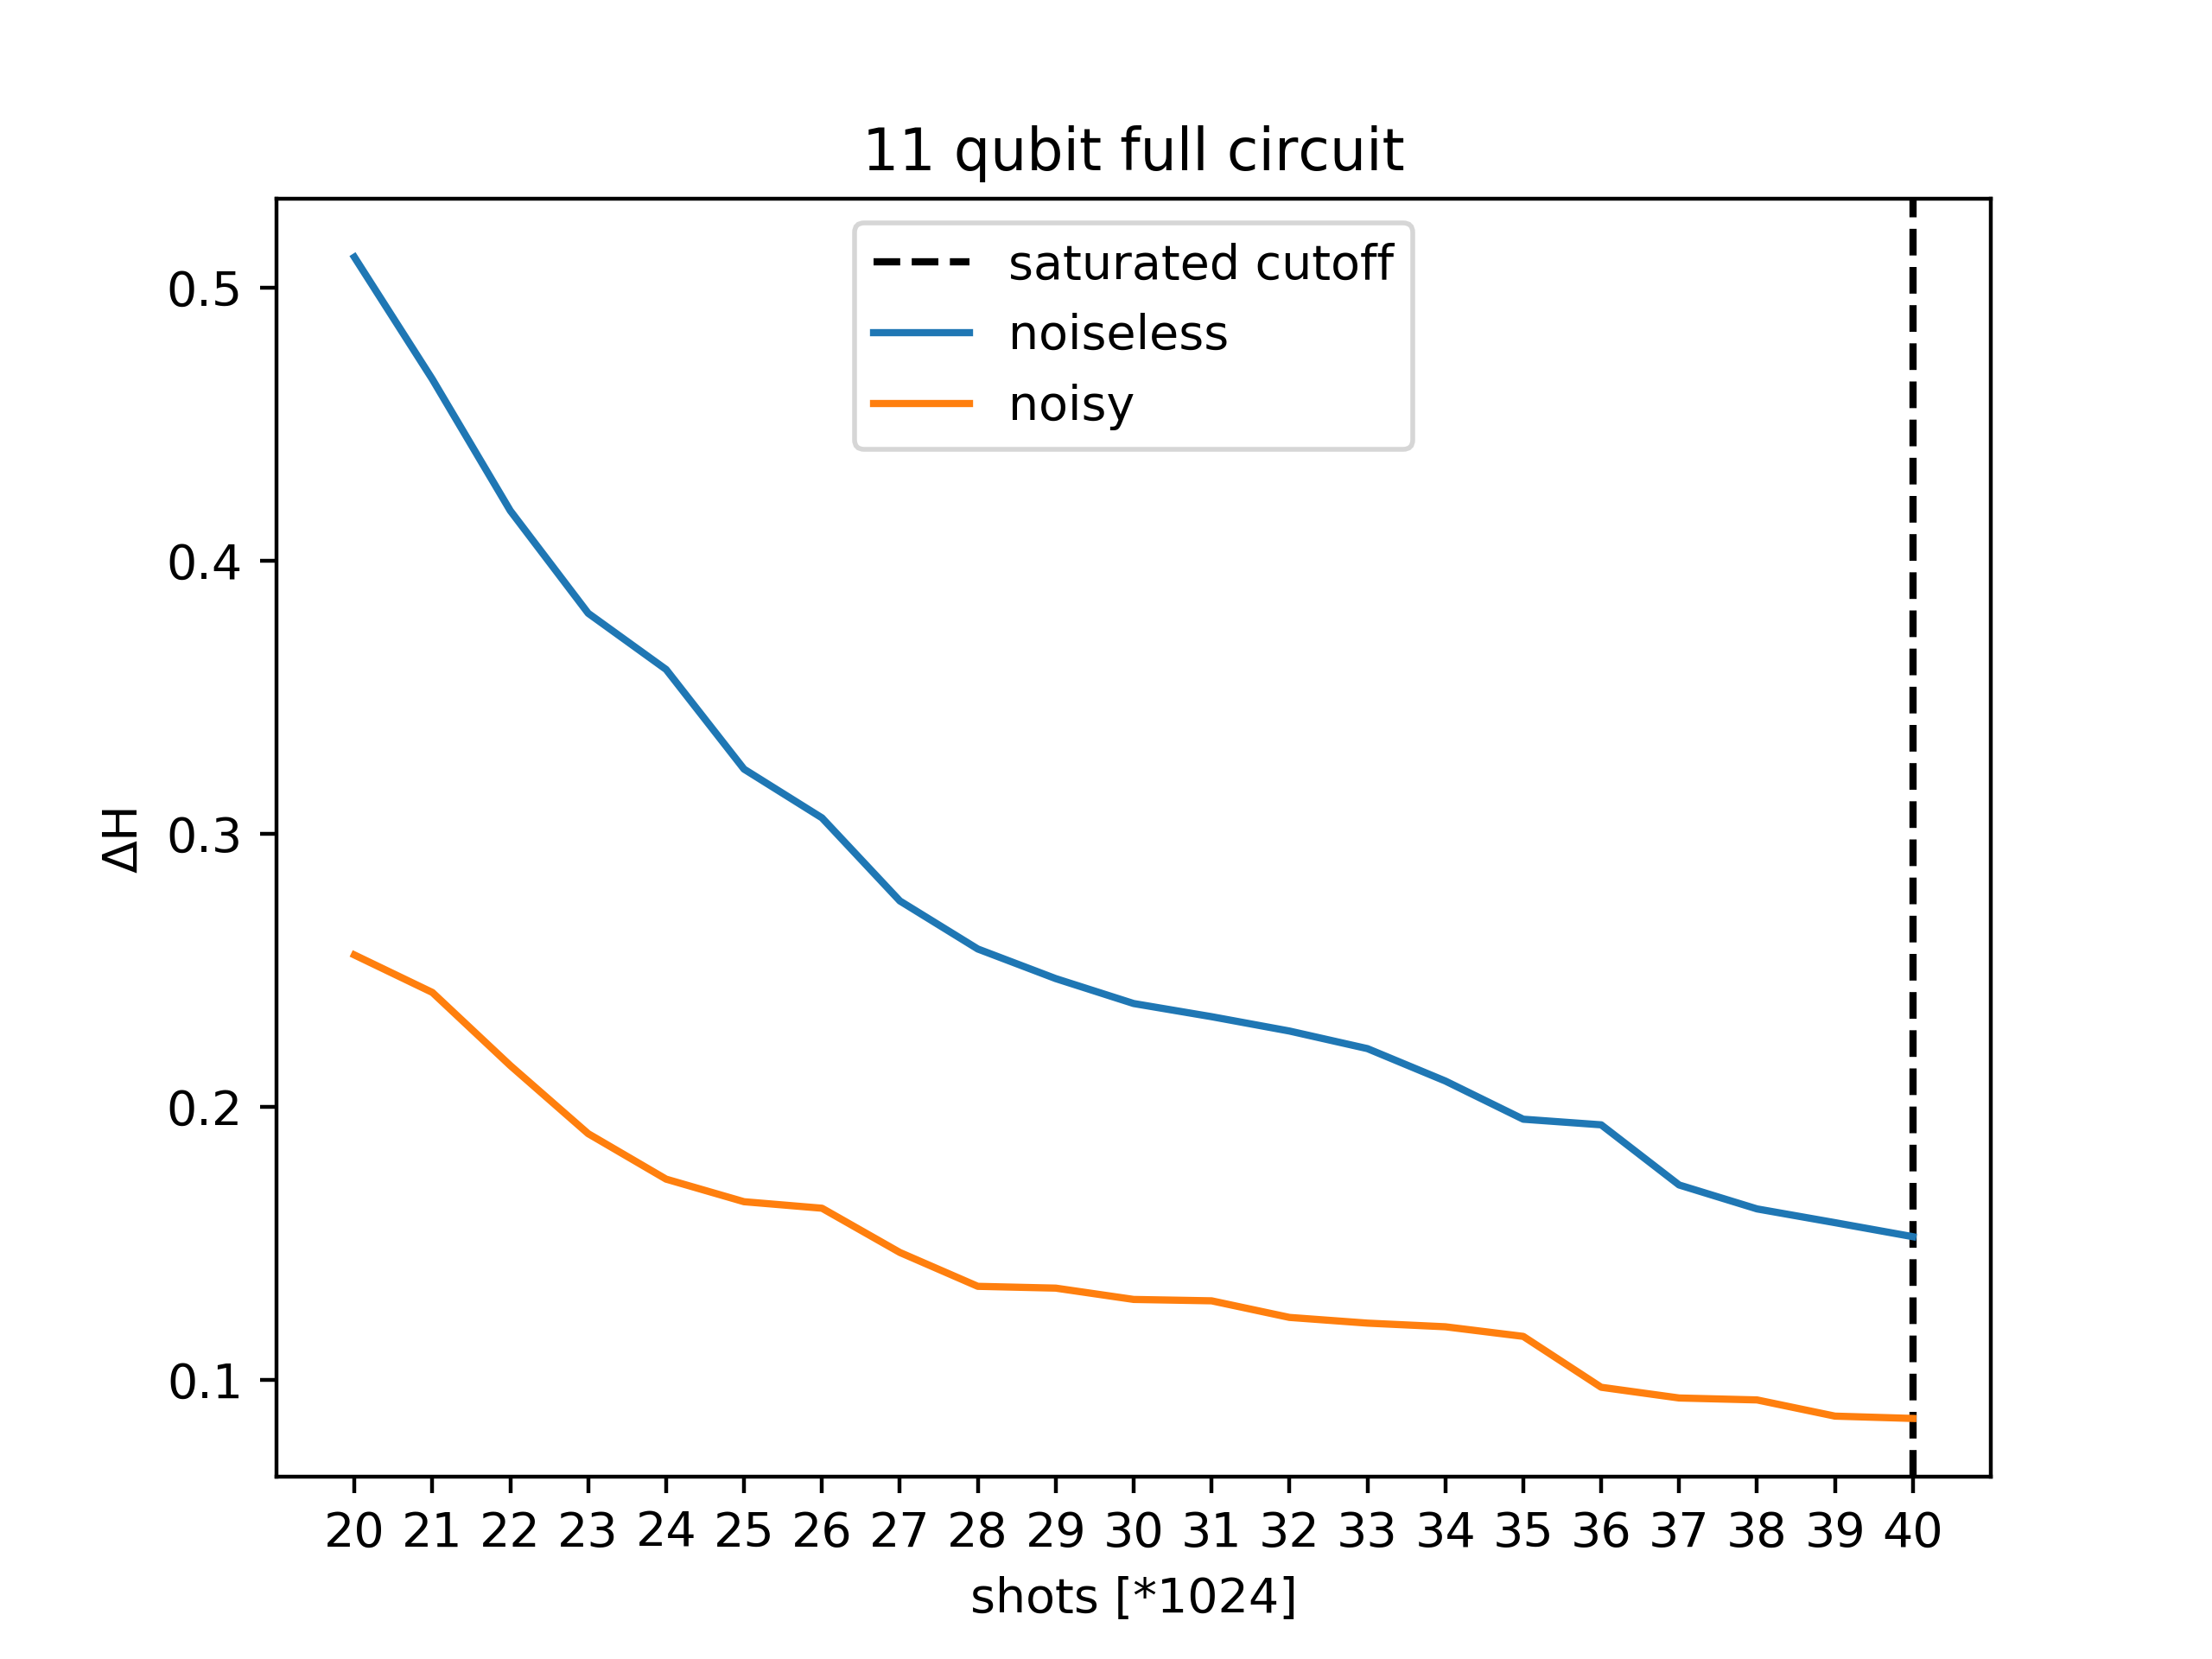 11 qubit full circuit
saturated cutoff
noiseless
noisy
0.5
0.4
0.3
0.2
0.1
ΔH
20 21 22 23 24 25 26 27 28 29 30 31 32 33 34 35 36 37 38 39 40
shots [*1024]